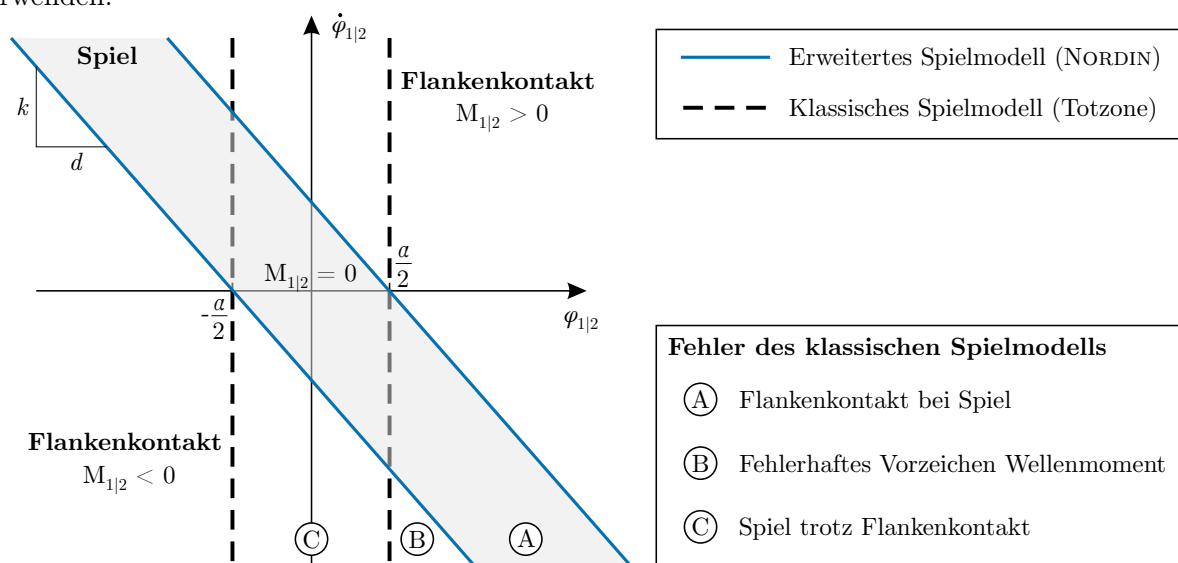 rwenden.
φ̇₁|₂
Spiel
Flankenkontakt
M₁|₂ > 0
k
d
M₁|₂ = 0
a/2
-a/2
φ₁|₂
Flankenkontakt
M₁|₂ < 0
C
B
A
Erweitertes Spielmodell (Nordin)
Klassisches Spielmodell (Totzone)
Fehler des klassischen Spielmodells
A Flankenkontakt bei Spiel
B Fehlerhaftes Vorzeichen Wellenmoment
C Spiel trotz Flankenkontakt